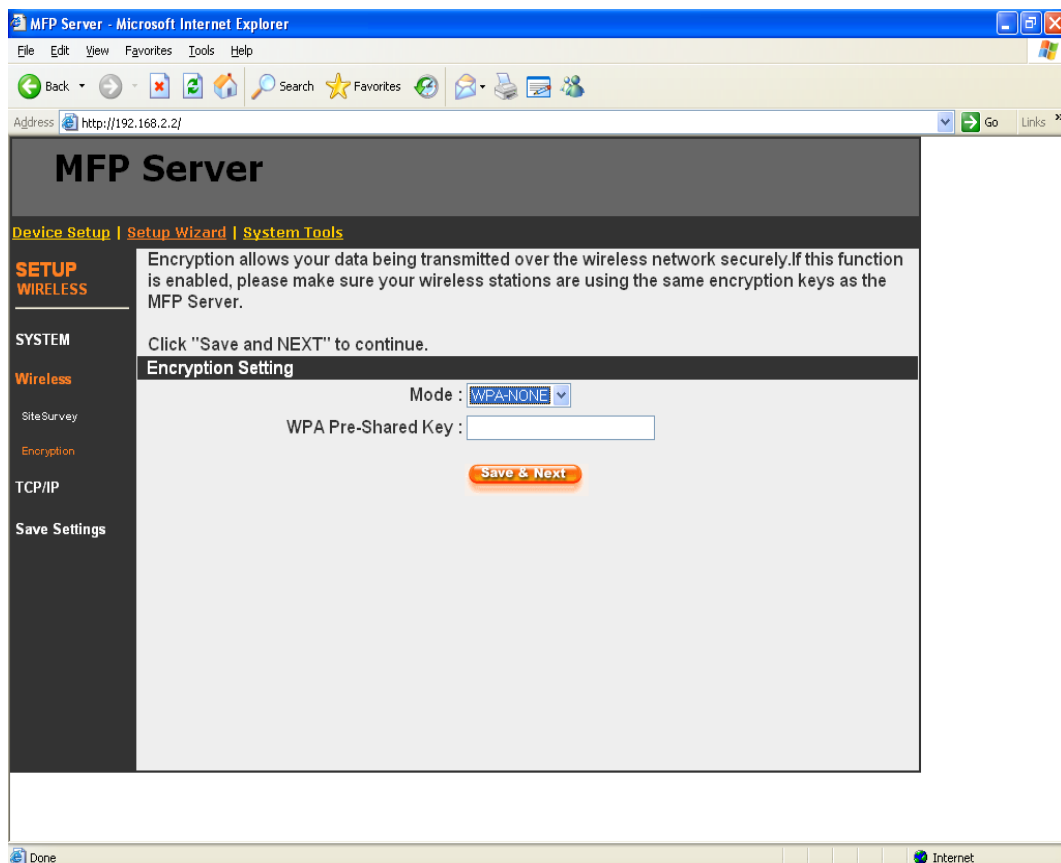 MFP Server - Microsoft Internet Explorer
File Edit View Favorites Tools Help
Back Search Favorites
Address http://192.168.2.2/ Go Links »
MFP Server
Device Setup | Setup Wizard | System Tools
SETUP
WIRELESS
SYSTEM
Wireless
SiteSurvey
Encryption
TCP/IP
Save Settings
Encryption allows your data being transmitted over the wireless network securely.If this function
is enabled, please make sure your wireless stations are using the same encryption keys as the
MFP Server.
Click "Save and NEXT" to continue.
Encryption Setting
Mode : WPA-NONE
WPA Pre-Shared Key :
Save & Next
Done Internet